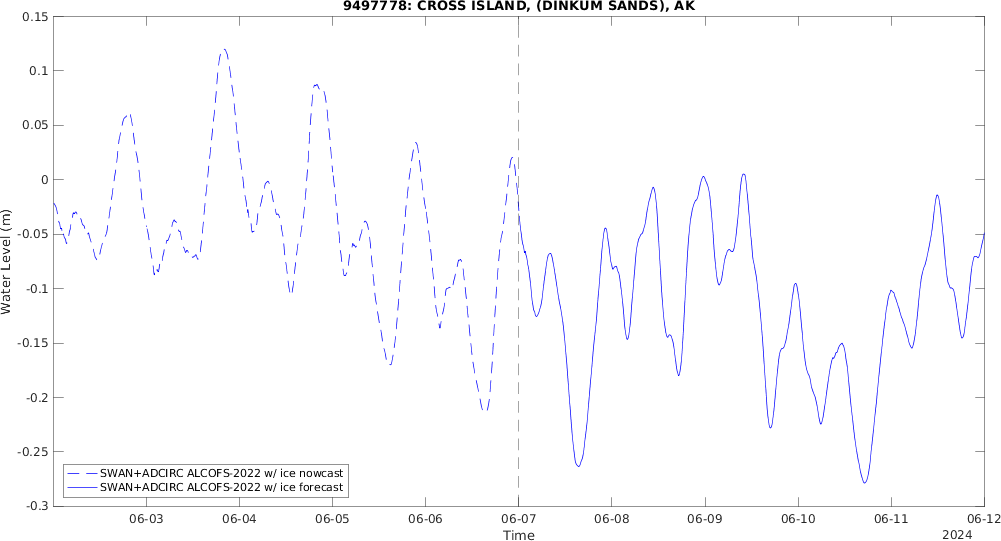 9497778: CROSS ISLAND, (DINKUM SANDS), AK
0.15
0.1
0.05
0
-0.05
-0.1
-0.15
-0.2
-0.25
-0.3
Water Level (m)
SWAN+ADCIRC ALCOFS-2022 w/ ice nowcast
SWAN+ADCIRC ALCOFS-2022 w/ ice forecast
06-03 06-04 06-05 06-06 06-07 06-08 06-09 06-10 06-11 06-12
Time
2024